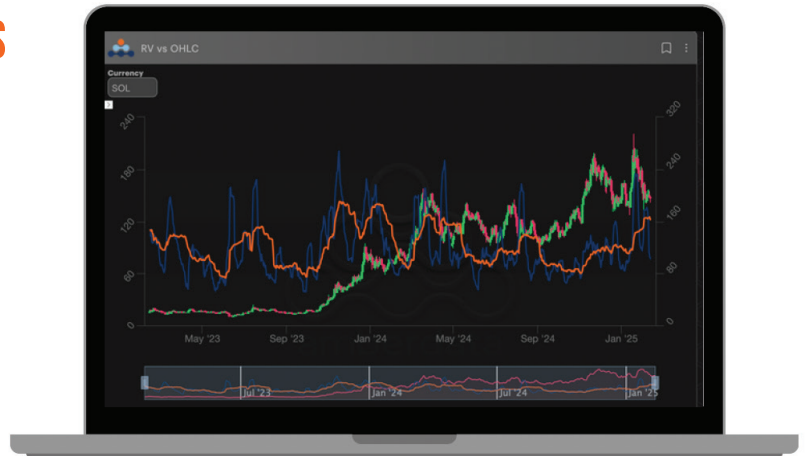 S
RV vs OHLC
Currency
SOL
240
180
120
60
0
320
240
160
80
0
May '23
Sep '23
Jan '24
May '24
Sep '24
Jan '25
Jul '23
Jan '24
Jul '24
Jan '25